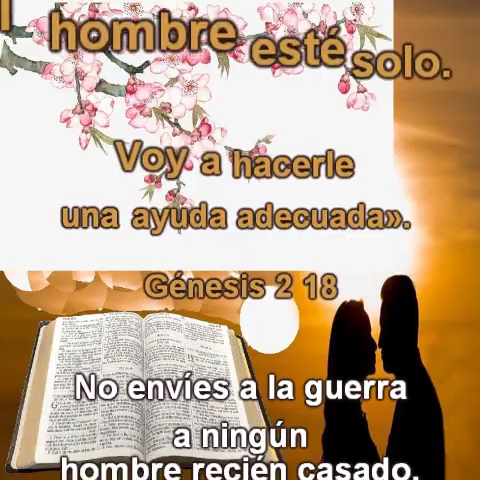 hombre esté solo.
Voy a hacerle
una ayuda adecuada».
Génesis 2 18
No envíes a la guerra
a ningún
hombre recién casado.